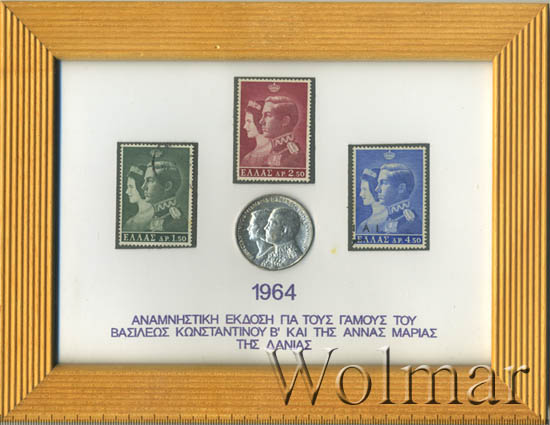 ΕΛΛΑΣ ΔΡ. 2.50
ΕΛΛΑΣ ΔΡ. 1.50
ΕΛΛΑΣ ΔΡ. 4.50
1964
ΑΝΑΜΝΗΣΤΙΚΗ ΕΚΔΟΣΗ ΓΙΑ ΤΟΥΣ ΓΑΜΟΥΣ ΤΟΥ
ΒΑΣΙΛΕΩΣ ΚΩΝΣΤΑΝΤΙΝΟΥ Β' ΚΑΙ ΤΗΣ ΑΝΝΑΣ ΜΑΡΙΑΣ
ΤΗΣ ΔΑΝΙΑΣ
Wolmar